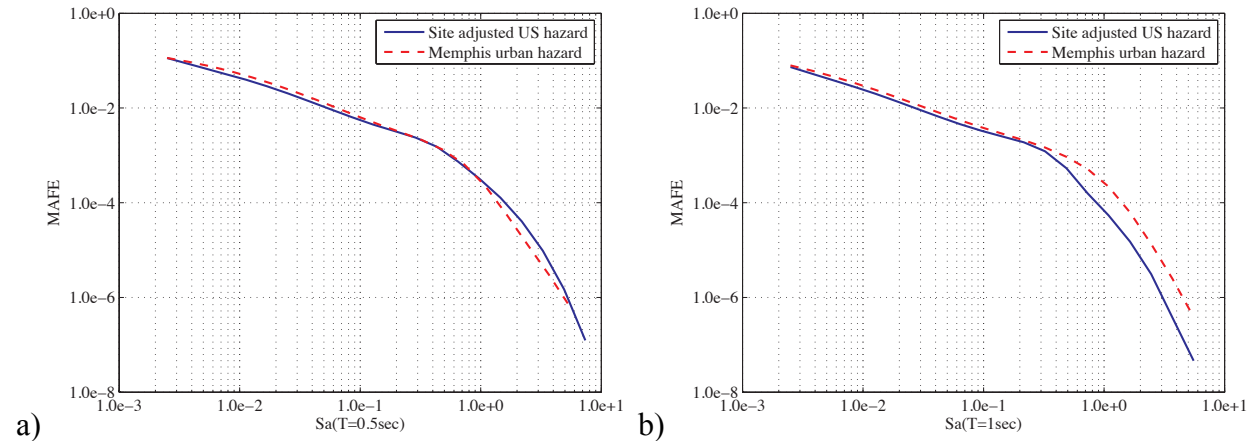 Site adjusted US hazard
Memphis urban hazard
1.0e+0
1.0e−2
1.0e−4
1.0e−6
1.0e−8
MAFE
1.0e−3
1.0e−2
1.0e−1
1.0e+0
1.0e+1
Sa(T=0.5sec)
a)
Site adjusted US hazard
Memphis urban hazard
1.0e+0
1.0e−2
1.0e−4
1.0e−6
1.0e−8
MAFE
1.0e−3
1.0e−2
1.0e−1
1.0e+0
1.0e+1
Sa(T=1sec)
b)